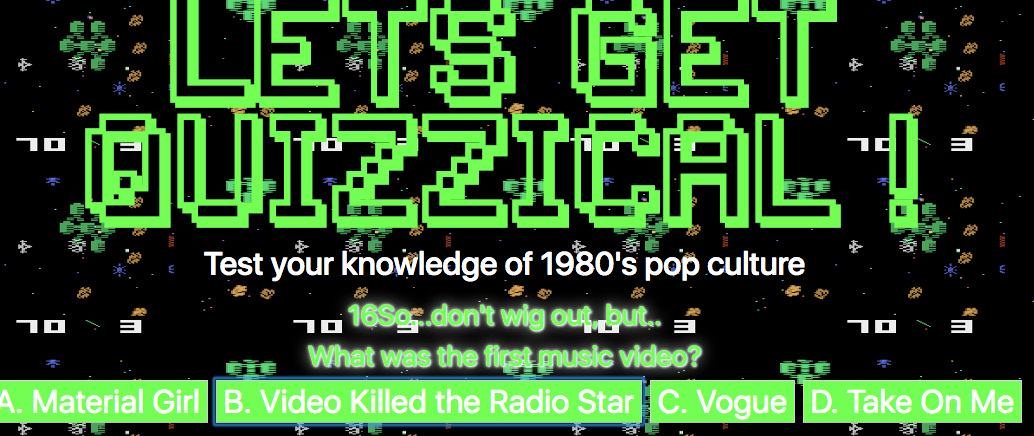 LETS GET
QUIZZICAL !
Test your knowledge of 1980's pop culture
16So...don't wig out, but..
What was the first music video?
A. Material Girl B. Video Killed the Radio Star C. Vogue D. Take On Me